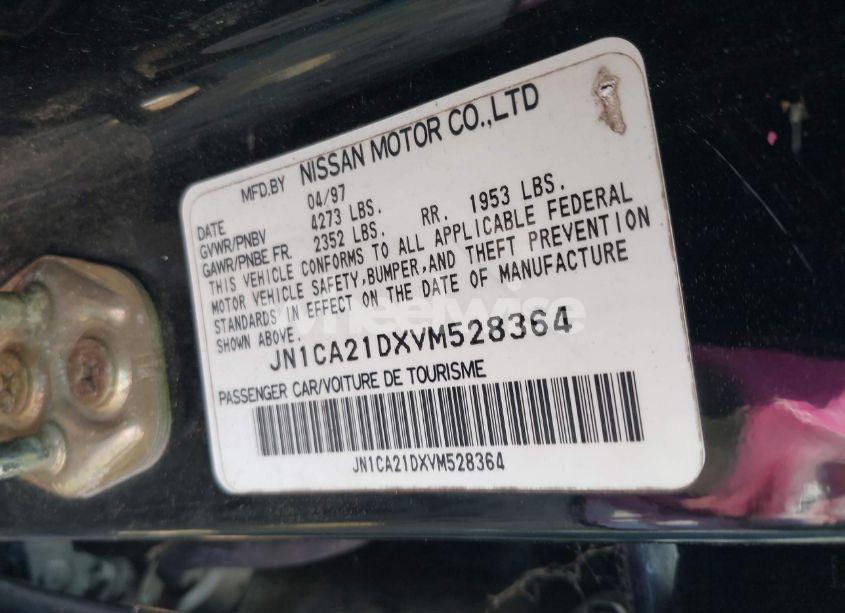 MFD.BY NISSAN MOTOR CO.,LTD
DATE 04/97
GVWR/PNBV 4273 LBS.
GAWR/PNBE FR. 2352 LBS. RR. 1953 LBS.
THIS VEHICLE CONFORMS TO ALL APPLICABLE FEDERAL
MOTOR VEHICLE SAFETY,BUMPER,AND THEFT PREVENTION
STANDARDS IN EFFECT ON THE DATE OF MANUFACTURE
SHOWN ABOVE.
JN1CA21DXVM528364
PASSENGER CAR/VOITURE DE TOURISME
JN1CA21DXVM528364